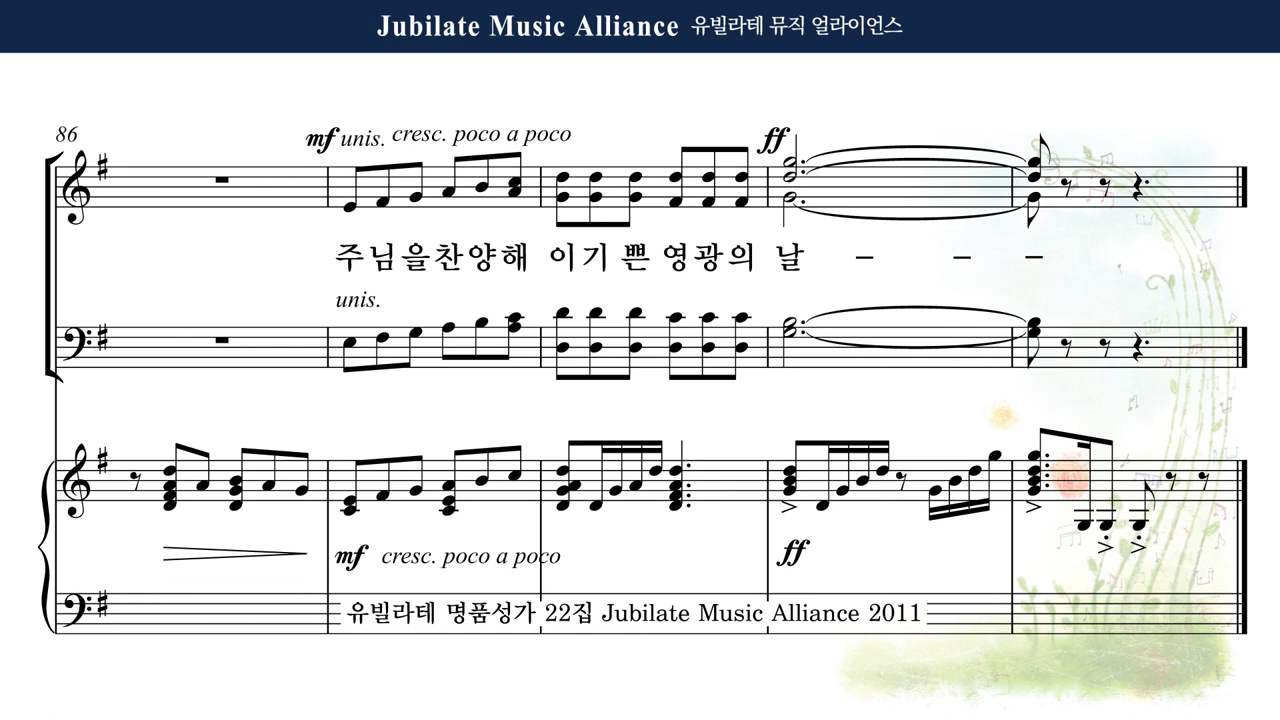 Jubilate Music Alliance 유빌라테 뮤직 얼라이언스
86
mf unis. cresc. poco a poco ff
주님을찬양해 이기쁜 영광의 날 – – –
unis.
mf cresc. poco a poco ff
유빌라테 명품성가 22집 Jubilate Music Alliance 2011